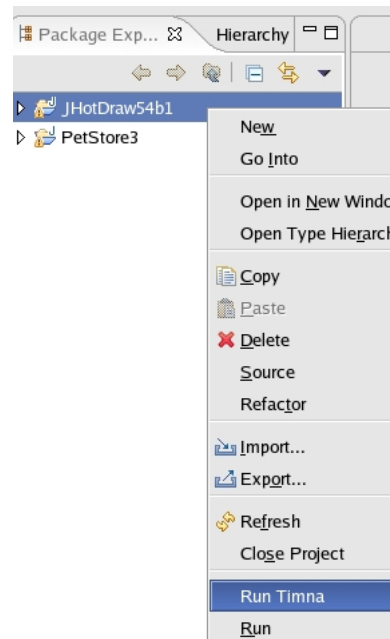 Package Exp... Hierarchy
JHotDraw54b1
PetStore3
New
Go Into
Open in New Windo
Open Type Hierarch
Copy
Paste
Delete
Source
Refactor
Import...
Export...
Refresh
Close Project
Run Timna
Run